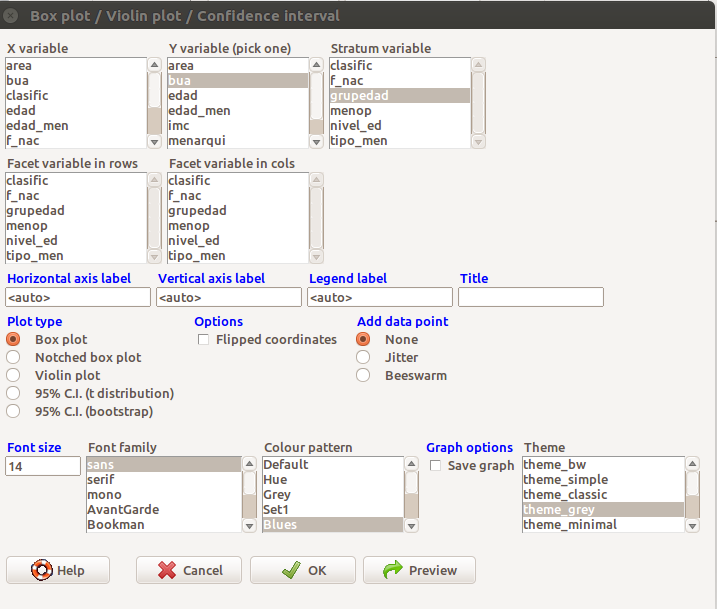 Box plot / Violin plot / Confidence interval
X variable
area
bua
clasific
edad
edad_men
f_nac
Y variable (pick one)
area
bua
edad
edad_men
imc
menarqui
Stratum variable
clasific
f_nac
grupedad
menop
nivel_ed
tipo_men
Facet variable in rows
clasific
f_nac
grupedad
menop
nivel_ed
tipo_men
Facet variable in cols
clasific
f_nac
grupedad
menop
nivel_ed
tipo_men
Horizontal axis label
<auto>
Vertical axis label
<auto>
Legend label
<auto>
Title
Plot type
Box plot
Notched box plot
Violin plot
95% C.I. (t distribution)
95% C.I. (bootstrap)
Options
Flipped coordinates
Add data point
None
Jitter
Beeswarm
Font size
14
Font family
sans
serif
mono
AvantGarde
Bookman
Colour pattern
Default
Hue
Grey
Set1
Blues
Graph options
Save graph
Theme
theme_bw
theme_simple
theme_classic
theme_grey
theme_minimal
Help
Cancel
OK
Preview